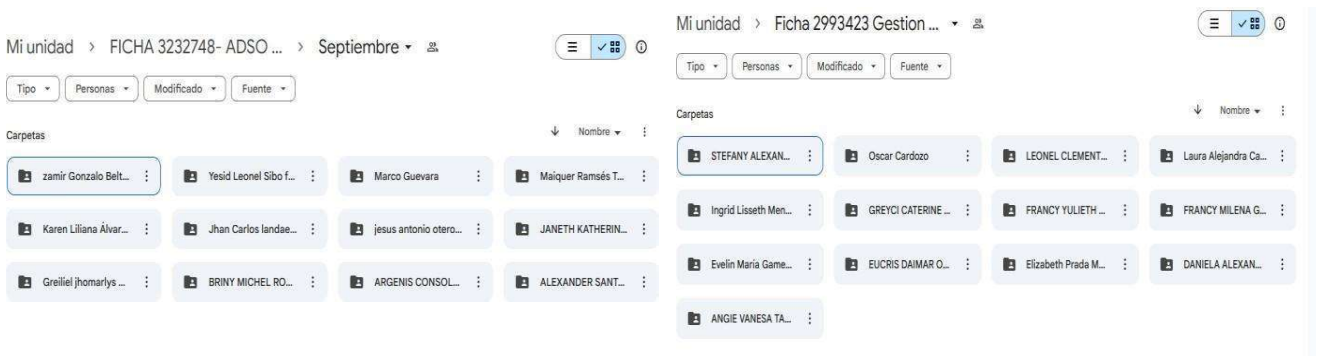 Mi unidad > FICHA 3232748- ADSO ... > Septiembre
Tipo Personas Modificado Fuente
Carpetas
Nombre
zamir Gonzalo Belt... Yesid Leonel Sibo f... Marco Guevara Maiquer Ramsés T...
Karen Liliana Álvar... Jhan Carlos landae... jesus antonio otero... JANETH KATHERIN...
Greiliel jhomarlys ... BRINY MICHEL RO... ARGENIS CONSOL... ALEXANDER SANT...
Mi unidad > Ficha 2993423 Gestion ...
Tipo Personas Modificado Fuente
Carpetas
Nombre
STEFANY ALEXAN... Oscar Cardozo LEONEL CLEMENT... Laura Alejandra Ca...
Ingrid Lisseth Men... GREYCI CATERINE ... FRANCY YULIETH ... FRANCY MILENA G...
Evelin Maria Game... EUCRIS DAIMAR O... Elizabeth Prada M... DANIELA ALEXAN...
ANGIE VANESA TA...